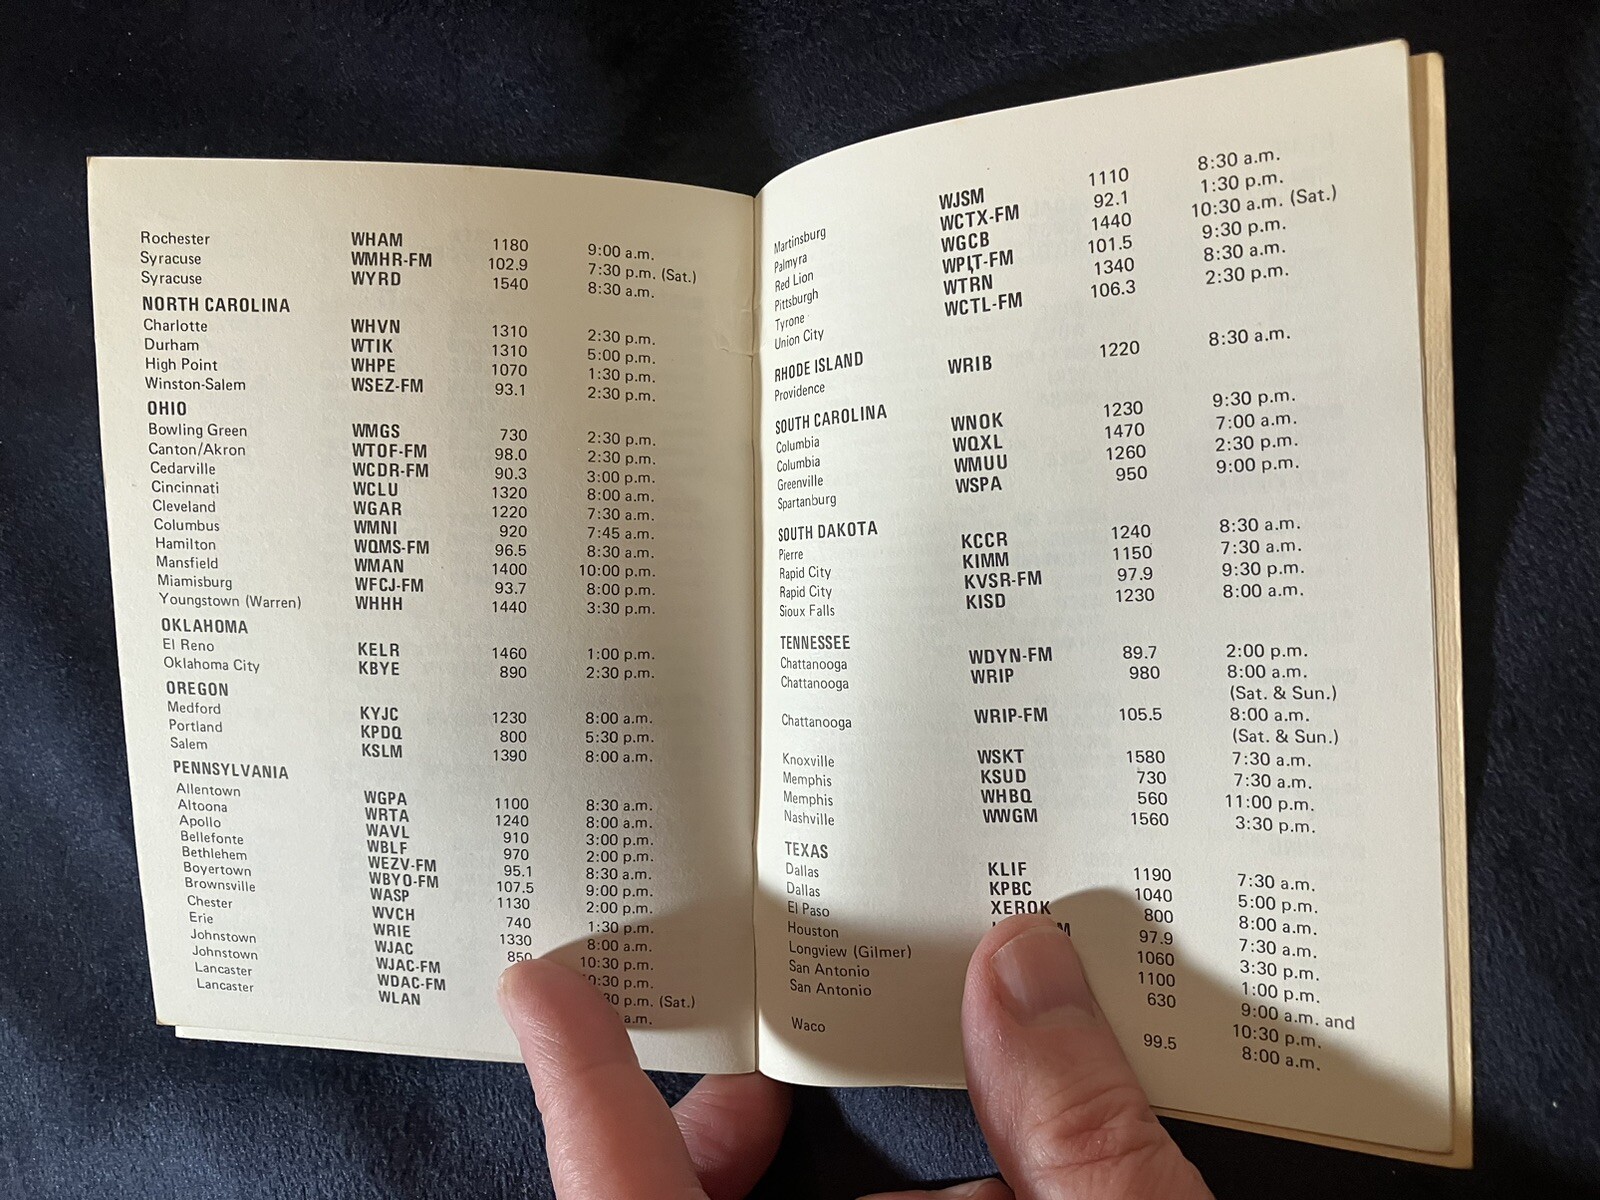 Rochester WHAM 1180 9:00 a.m.
Syracuse WMHR-FM 102.9 7:30 p.m. (Sat.)
Syracuse WYRD 1540 8:30 a.m.
NORTH CAROLINA
Charlotte WHVN 1310 2:30 p.m.
Durham WTIK 1310 5:00 p.m.
High Point WHPE 1070 1:30 p.m.
Winston-Salem WSEZ-FM 93.1 2:30 p.m.
OHIO
Bowling Green WMGS 730 2:30 p.m.
Canton/Akron WTOF-FM 98.0 2:30 p.m.
Cedarville WCDR-FM 90.3 3:00 p.m.
Cincinnati WCLU 1320 8:00 a.m.
Cleveland WGAR 1220 7:30 a.m.
Columbus WMNI 920 7:45 a.m.
Hamilton WQMS-FM 96.5 8:30 a.m.
Mansfield WMAN 1400 10:00 p.m.
Miamisburg WFCJ-FM 93.7 8:00 p.m.
Youngstown (Warren) WHHH 1440 3:30 p.m.
OKLAHOMA
El Reno KELR 1460 1:00 p.m.
Oklahoma City KBYE 890 2:30 p.m.
OREGON
Medford KYJC 1230 8:00 a.m.
Portland KPDQ 800 5:30 p.m.
Salem KSLM 1390 8:00 a.m.
PENNSYLVANIA
Allentown WGPA 1100 8:30 a.m.
Altoona WRTA 1240 8:00 a.m.
Apollo WAVL 910 3:00 p.m.
Bellefonte WBLF 970 2:00 p.m.
Bethlehem WEZV-FM 95.1 8:30 a.m.
Boyertown WBYO-FM 107.5 9:00 p.m.
Brownsville WASP 1130 2:00 p.m.
Chester WVCH 740 1:30 p.m.
Erie WRIE 1330 8:00 a.m.
Johnstown WJAC 850 10:30 p.m.
Johnstown WJAC-FM p.m.
Lancaster WDAC-FM p.m. (Sat.)
Lancaster WLAN a.m.
WJSM 1110 8:30 a.m.
Martinsburg WCTX-FM 92.1 1:30 p.m.
Palmyra WGCB 1440 10:30 a.m. (Sat.)
Red Lion WPIT-FM 101.5 9:30 p.m.
Pittsburgh WTRN 1340 8:30 a.m.
Tyrone WCTL-FM 106.3 2:30 p.m.
Union City
RHODE ISLAND
Providence WRIB 1220 8:30 a.m.
SOUTH CAROLINA
Columbia WNOK 1230 9:30 p.m.
Columbia WQXL 1470 7:00 a.m.
Greenville WMUU 1260 2:30 p.m.
Spartanburg WSPA 950 9:00 p.m.
SOUTH DAKOTA
Pierre KCCR 1240 8:30 a.m.
Rapid City KIMM 1150 7:30 a.m.
Rapid City KVSR-FM 97.9 9:30 p.m.
Sioux Falls KISD 1230 8:00 a.m.
TENNESSEE
Chattanooga WDYN-FM 89.7 2:00 p.m.
Chattanooga WRIP 980 8:00 a.m.
(Sat. & Sun.)
Chattanooga WRIP-FM 105.5 8:00 a.m.
(Sat. & Sun.)
Knoxville WSKT 1580 7:30 a.m.
Memphis KSUD 730 7:30 a.m.
Memphis WHBQ 560 11:00 p.m.
Nashville WWGM 1560 3:30 p.m.
TEXAS
Dallas KLIF 1190 7:30 a.m.
Dallas KPBC 1040 5:00 p.m.
El Paso XEROK 800 8:00 a.m.
Houston 97.9 7:30 a.m.
Longview (Gilmer) 1060 3:30 p.m.
San Antonio 1100 1:00 p.m.
San Antonio 630 9:00 a.m. and
10:30 p.m.
Waco 99.5 8:00 a.m.